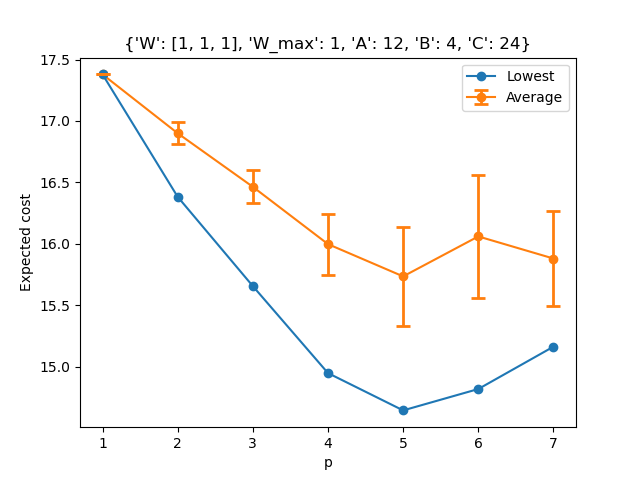 {'W': [1, 1, 1], 'W_max': 1, 'A': 12, 'B': 4, 'C': 24}
Lowest
Average
Expected cost
17.5
17.0
16.5
16.0
15.5
15.0
1 2 3 4 5 6 7
p